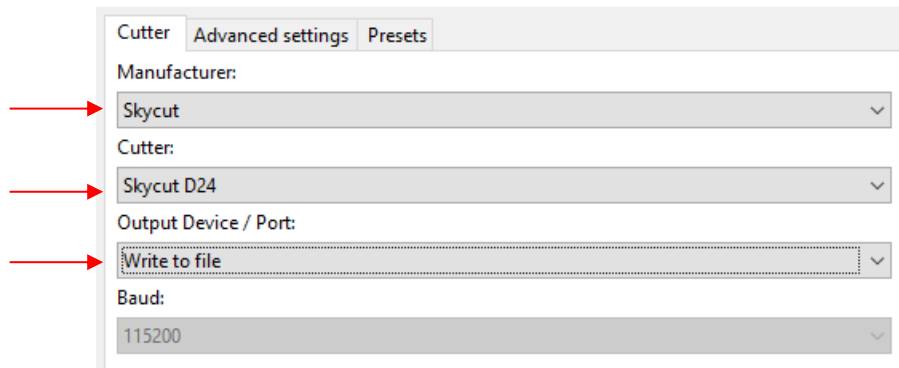 Cutter Advanced settings Presets
Manufacturer:
Skycut
Cutter:
Skycut D24
Output Device / Port:
Write to file
Baud:
115200